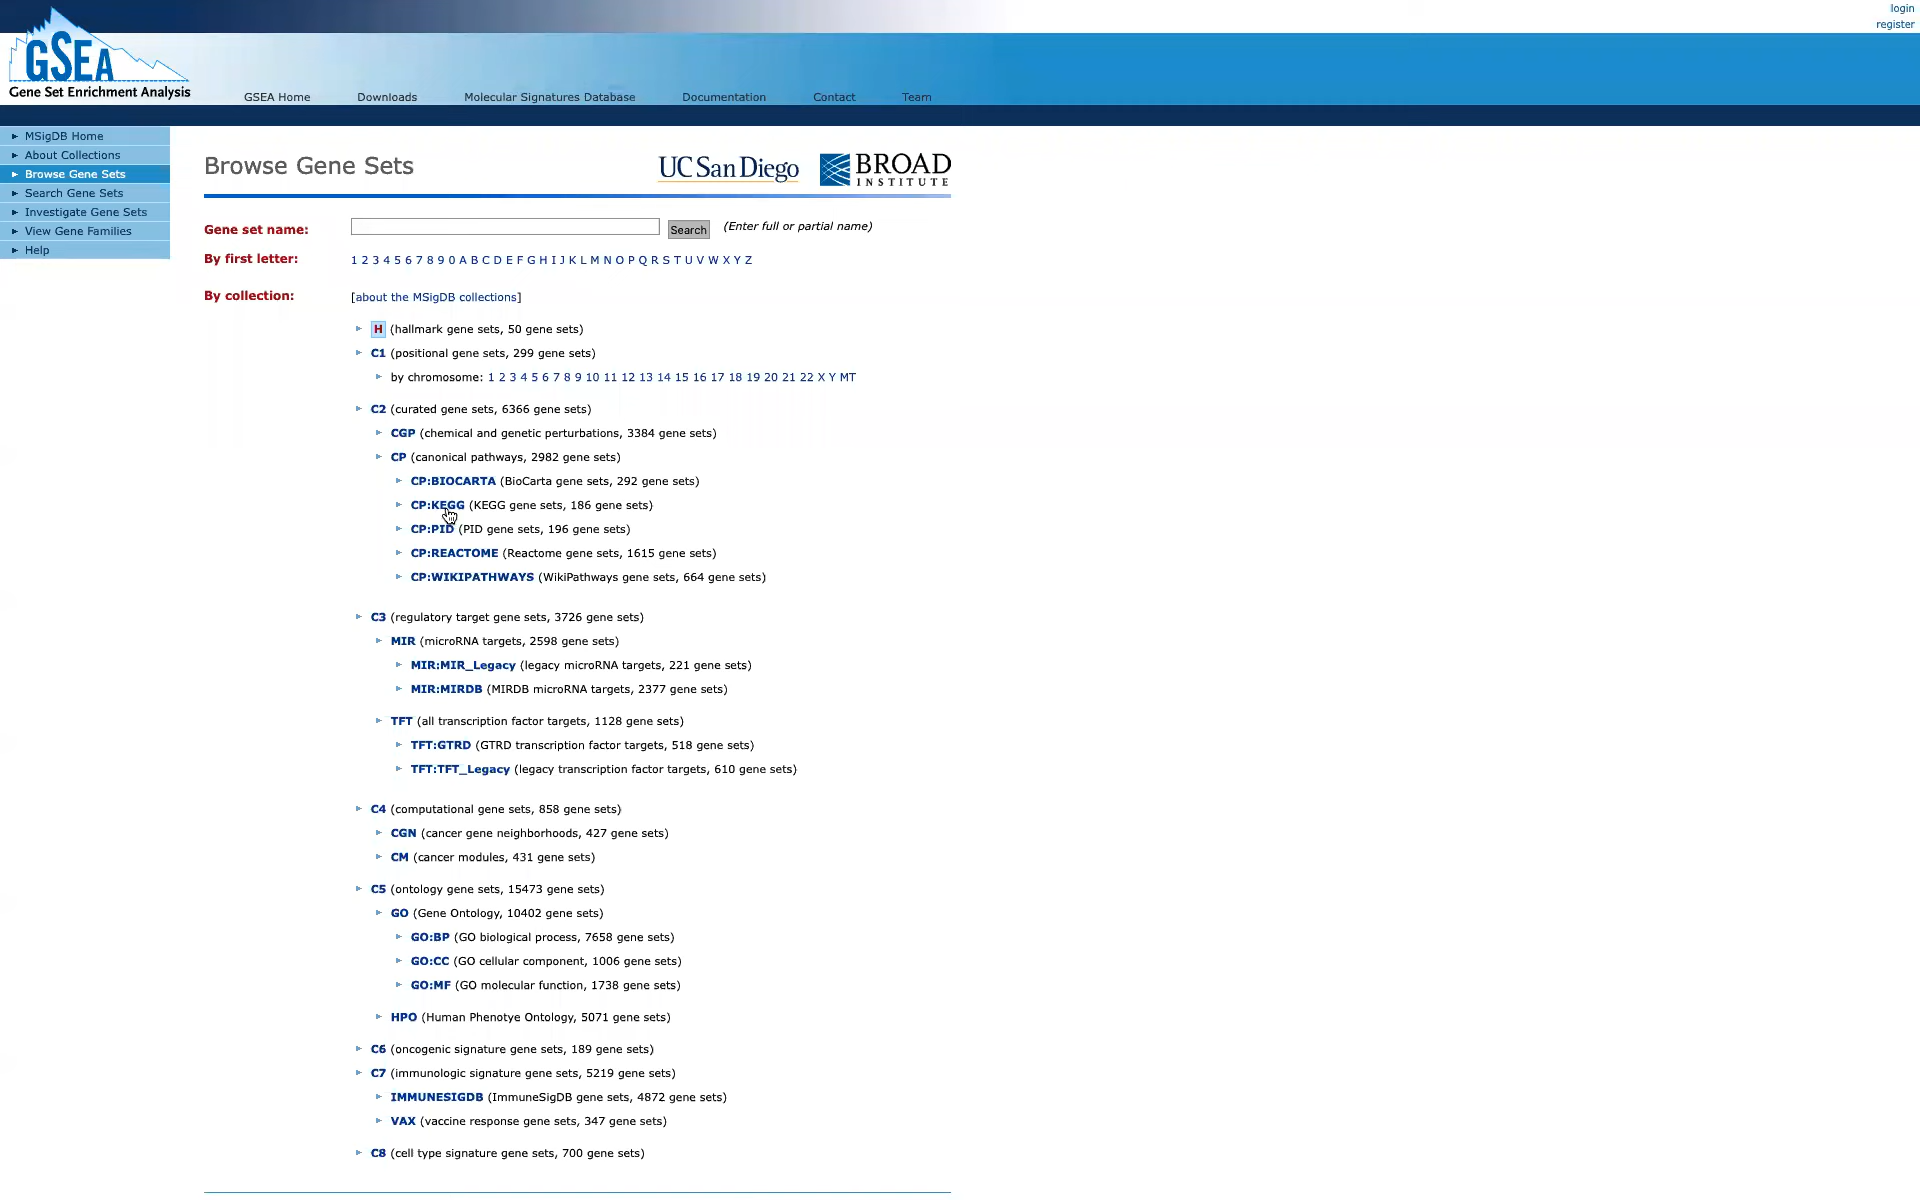 login
register
GSEA
Gene Set Enrichment Analysis
GSEA Home Downloads Molecular Signatures Database Documentation Contact Team
MSigDB Home
About Collections
Browse Gene Sets
Search Gene Sets
Investigate Gene Sets
View Gene Families
Help
Browse Gene Sets
UC San Diego
BROAD
INSTITUTE
Gene set name: Search (Enter full or partial name)
By first letter: 1 2 3 4 5 6 7 8 9 0 A B C D E F G H I J K L M N O P Q R S T U V W X Y Z
By collection: [about the MSigDB collections]
H (hallmark gene sets, 50 gene sets)
C1 (positional gene sets, 299 gene sets)
by chromosome: 1 2 3 4 5 6 7 8 9 10 11 12 13 14 15 16 17 18 19 20 21 22 X Y MT
C2 (curated gene sets, 6366 gene sets)
CGP (chemical and genetic perturbations, 3384 gene sets)
CP (canonical pathways, 2982 gene sets)
CP:BIOCARTA (BioCarta gene sets, 292 gene sets)
CP:KEGG (KEGG gene sets, 186 gene sets)
CP:PID (PID gene sets, 196 gene sets)
CP:REACTOME (Reactome gene sets, 1615 gene sets)
CP:WIKIPATHWAYS (WikiPathways gene sets, 664 gene sets)
C3 (regulatory target gene sets, 3726 gene sets)
MIR (microRNA targets, 2598 gene sets)
MIR:MIR_Legacy (legacy microRNA targets, 221 gene sets)
MIR:MIRDB (MIRDB microRNA targets, 2377 gene sets)
TFT (all transcription factor targets, 1128 gene sets)
TFT:GTRD (GTRD transcription factor targets, 518 gene sets)
TFT:TFT_Legacy (legacy transcription factor targets, 610 gene sets)
C4 (computational gene sets, 858 gene sets)
CGN (cancer gene neighborhoods, 427 gene sets)
CM (cancer modules, 431 gene sets)
C5 (ontology gene sets, 15473 gene sets)
GO (Gene Ontology, 10402 gene sets)
GO:BP (GO biological process, 7658 gene sets)
GO:CC (GO cellular component, 1006 gene sets)
GO:MF (GO molecular function, 1738 gene sets)
HPO (Human Phenotye Ontology, 5071 gene sets)
C6 (oncogenic signature gene sets, 189 gene sets)
C7 (immunologic signature gene sets, 5219 gene sets)
IMMUNESIGDB (ImmuneSigDB gene sets, 4872 gene sets)
VAX (vaccine response gene sets, 347 gene sets)
C8 (cell type signature gene sets, 700 gene sets)